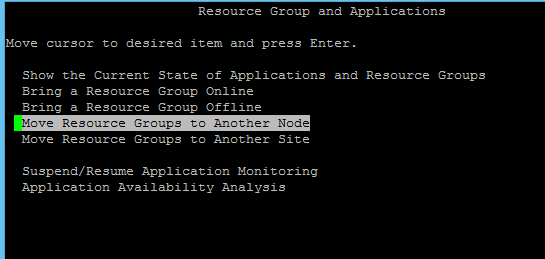 Resource Group and Applications
Move cursor to desired item and press Enter.
Show the Current State of Applications and Resource Groups
Bring a Resource Group Online
Bring a Resource Group Offline
Move Resource Groups to Another Node
Move Resource Groups to Another Site
Suspend/Resume Application Monitoring
Application Availability Analysis